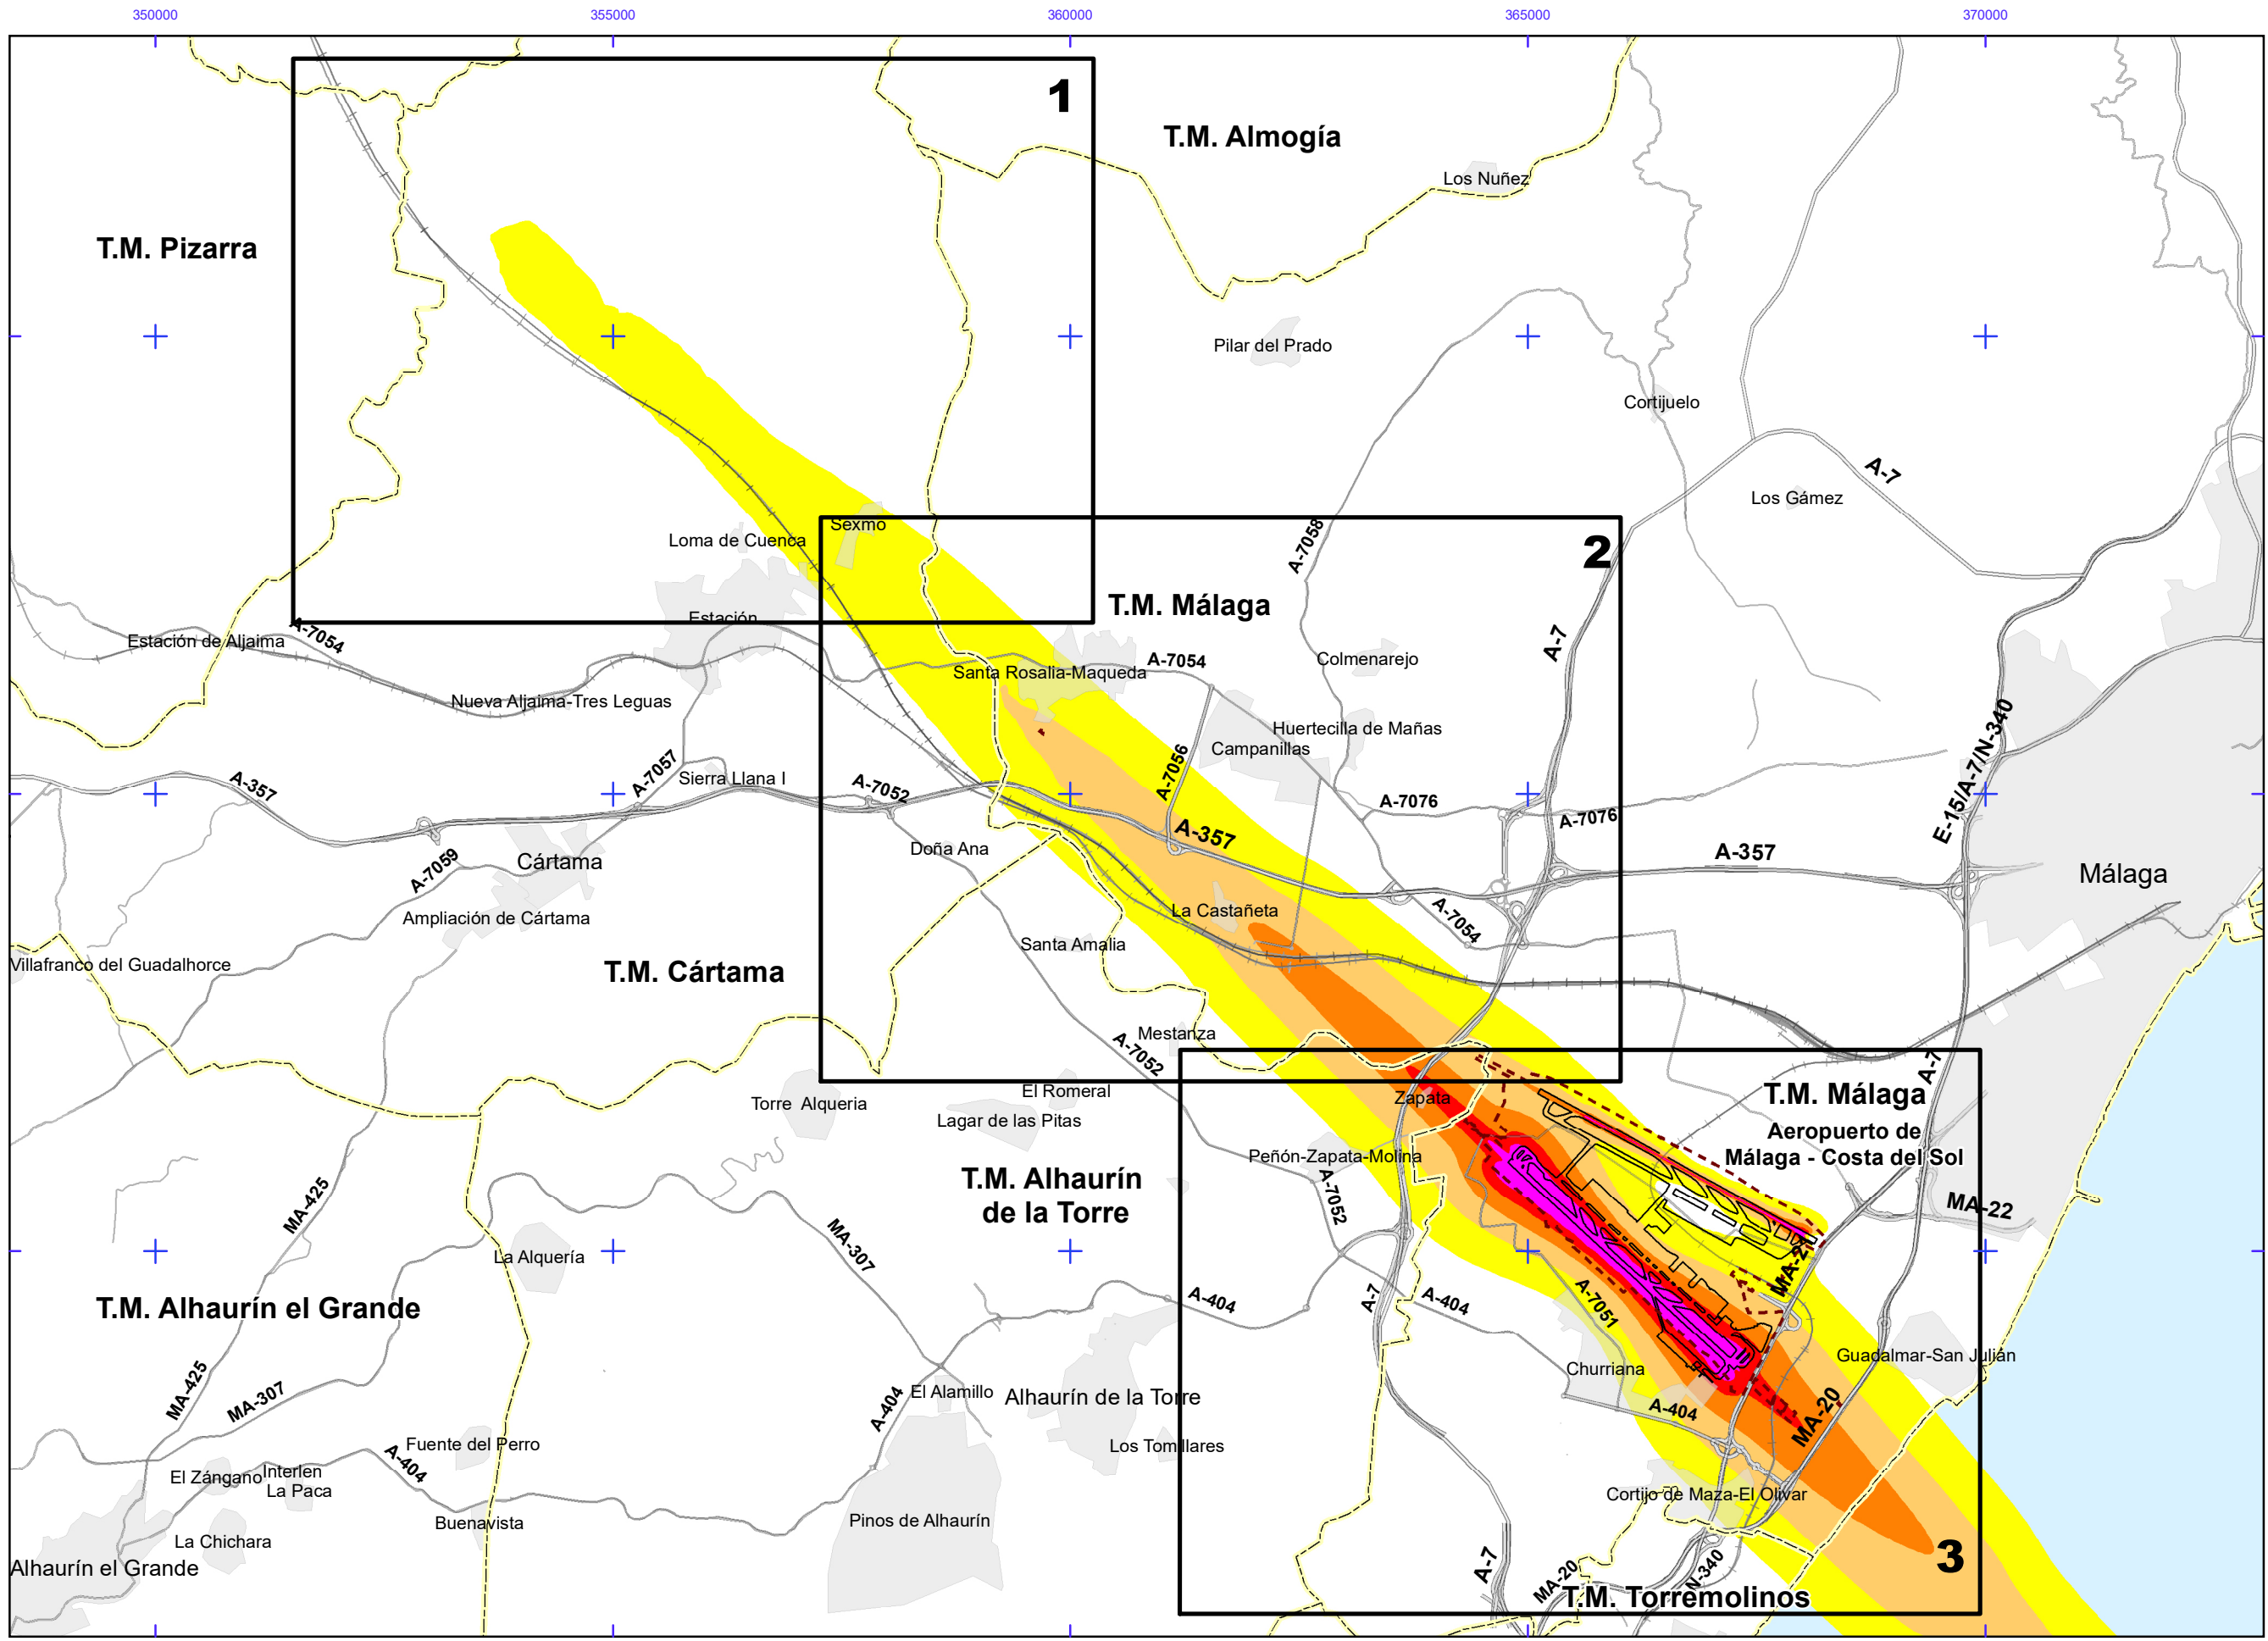 350000
355000
360000
365000
370000
1
T.M. Almogía
Los Nuñez
T.M. Pizarra
Pilar del Prado
Cortijuelo
A-7
Los Gámez
Sexmo
Loma de Cuenca
A-7058
2
T.M. Málaga
Estación
A-7054
Estación de Aljaima
A-7
A-7054
Colmenarejo
Santa Rosalia-Maqueda
Nueva Aljaima-Tres Leguas
E-15/A-7/N-340
Huertecilla de Mañas
Campanillas
A-7056
A-7057
Sierra Llana I
A-357
A-7052
A-7076
A-7076
A-357
A-357
Doña Ana
Cártama
A-7059
Málaga
Ampliación de Cártama
La Castañeta
A-7054
Santa Amalia
Villafranco del Guadalhorce
T.M. Cártama
Mestanza
A-7052
A-7
El Romeral
Zapata
T.M. Málaga
Torre Alqueria
Lagar de las Pitas
Aeropuerto de
Málaga - Costa del Sol
Peñón-Zapata-Molina
T.M. Alhaurín
de la Torre
A-7052
MA-22
MA-425
MA-307
La Alquería
MA-21
T.M. Alhaurín el Grande
A-7
A-404
A-404
A-7051
Guadalmar-San Julián
Churriana
MA-425
MA-307
A-404
El Alamillo
Alhaurín de la Torre
A-404
MA-20
Fuente del Perro
Los Tomillares
A-404
El Zángano
Interlen
La Paca
Cortijo de Maza-El Olivar
Buenavista
Pinos de Alhaurín
La Chichara
Alhaurín el Grande
3
A-7
MA-20
N-340
T.M. Torremolinos